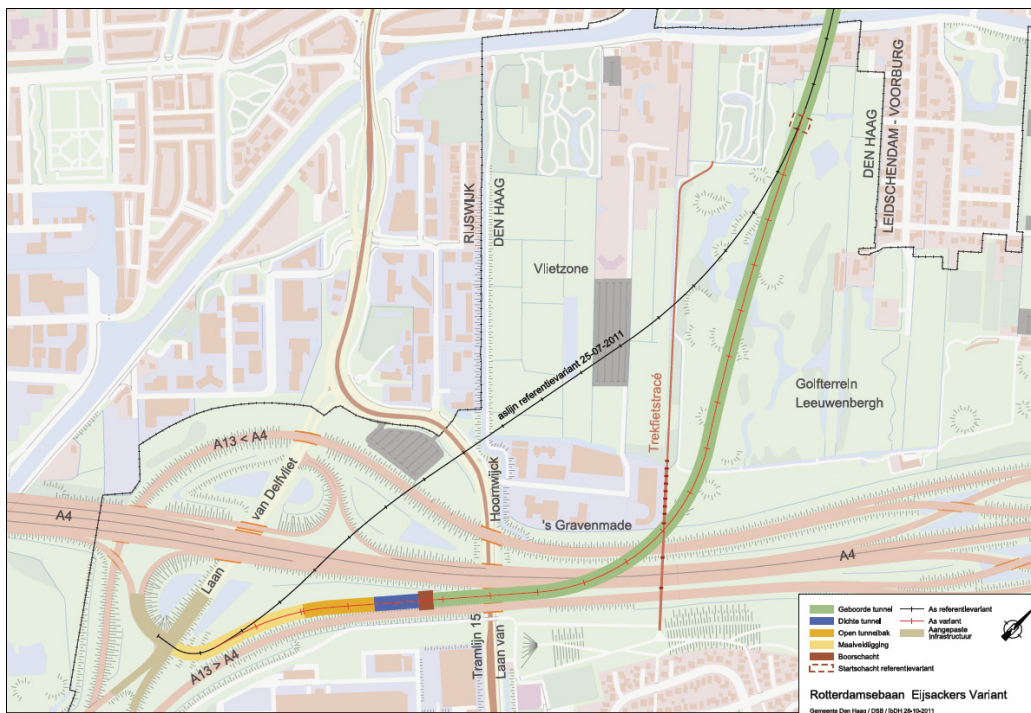 RIJSWIJK
DEN HAAG
DEN HAAG
LEIDSCHENDAM - VOORBURG
Vlietzone
aslijn referentievariant 25-07-2011
Trekfietstracé
Golfterrein
Leeuwenbergh
A13 < A4
van Delfvliet
Hoornwijck
's Gravenmade
A4
A4
Laan
A13 > A4
Tramlijn 15
Laan van
Geboorde tunnel
Dichte tunnel
Open tunnelbak
Maaiveldligging
Boorschacht
Startschacht referentievariant
As referentievariant
As variant
Aangepaste
infrastructuur
Rotterdamsebaan Eijsackers Variant
Gemeente Den Haag / DSB / IbDH 26-10-2011